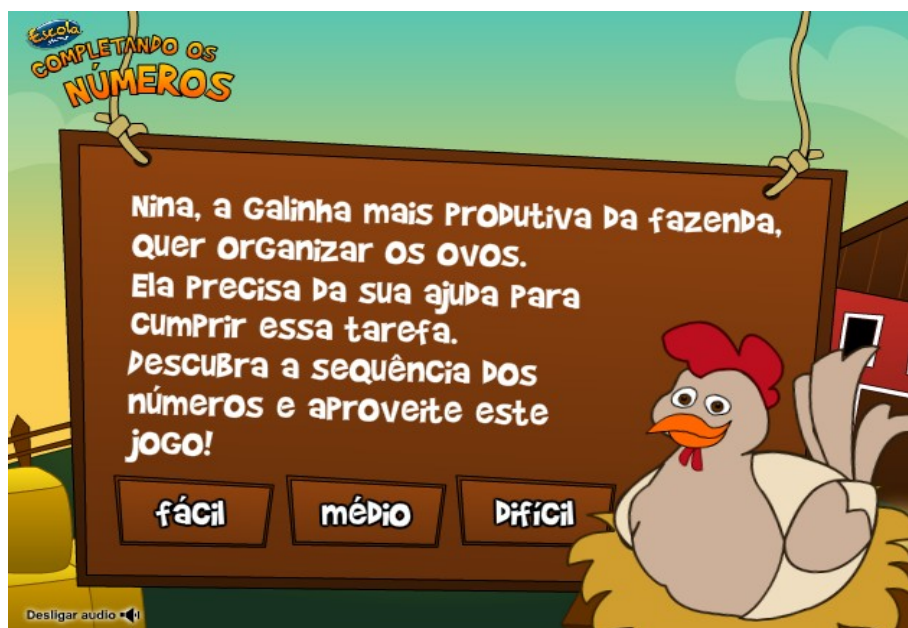 Escola
COMPLETANDO OS
NÚMEROS
Nina, a Galinha mais Produtiva da fazenda,
Quer organizar os ovos.
Ela Precisa da sua ajuda Para
cumprir essa tarefa.
Descubra a sequência dos
números e aproveite este
jogo!
fácil médio Difícil
Desligar audio